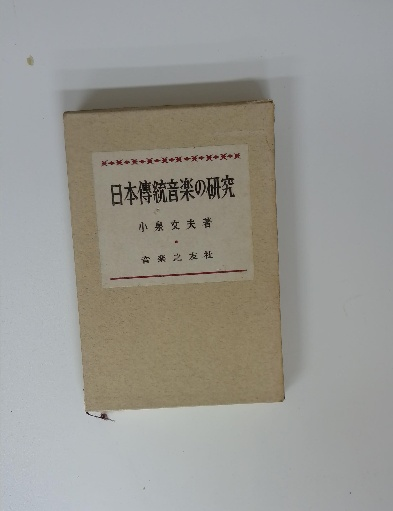 日本傳統音楽の研究
小泉文夫著
音楽之友社